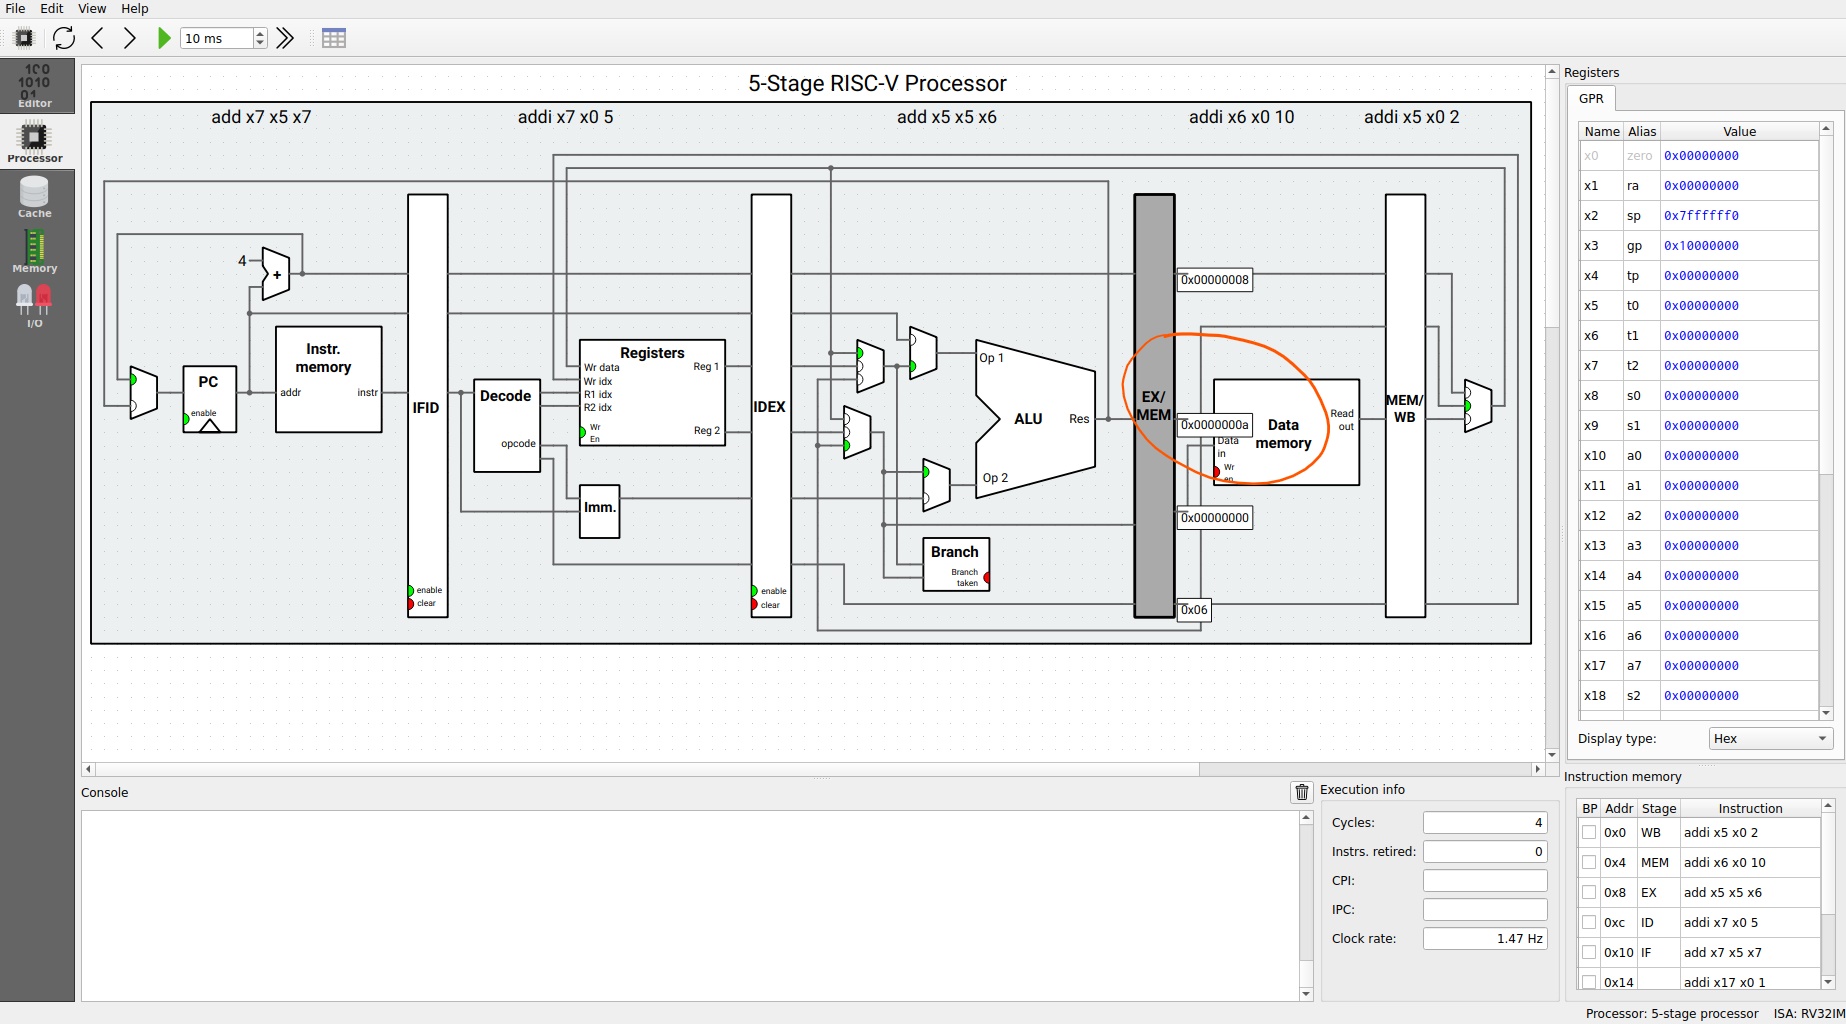 File Edit View Help
10 ms
Editor
Processor
Cache
Memory
I/O
5-Stage RISC-V Processor
add x7 x5 x7
addi x7 x0 5
add x5 x5 x6
addi x6 x0 10
addi x5 x0 2
4
+
PC
enable
Instr.
memory
addr
instr
IFID
enable
clear
Decode
opcode
Registers
Wr data
Wr idx
R1 idx
R2 idx
Wr
En
Reg 1
Reg 2
Imm.
IDEX
enable
clear
Op 1
ALU
Res
Op 2
Branch
Branch
taken
EX/
MEM
0x00000008
0x0000000a
0x00000000
0x06
Data
memory
Data
in
Wr
en
Read
out
MEM/
WB
Registers
GPR
Name Alias Value
x0 zero 0x00000000
x1 ra 0x00000000
x2 sp 0x7ffffff0
x3 gp 0x10000000
x4 tp 0x00000000
x5 t0 0x00000000
x6 t1 0x00000000
x7 t2 0x00000000
x8 s0 0x00000000
x9 s1 0x00000000
x10 a0 0x00000000
x11 a1 0x00000000
x12 a2 0x00000000
x13 a3 0x00000000
x14 a4 0x00000000
x15 a5 0x00000000
x16 a6 0x00000000
x17 a7 0x00000000
x18 s2 0x00000000
Display type: Hex
Console
Execution info
Cycles: 4
Instrs. retired: 0
CPI:
IPC:
Clock rate: 1.47 Hz
Instruction memory
BP Addr Stage Instruction
0x0 WB addi x5 x0 2
0x4 MEM addi x6 x0 10
0x8 EX add x5 x5 x6
0xc ID addi x7 x0 5
0x10 IF add x7 x5 x7
0x14 addi x17 x0 1
Processor: 5-stage processor ISA: RV32IM